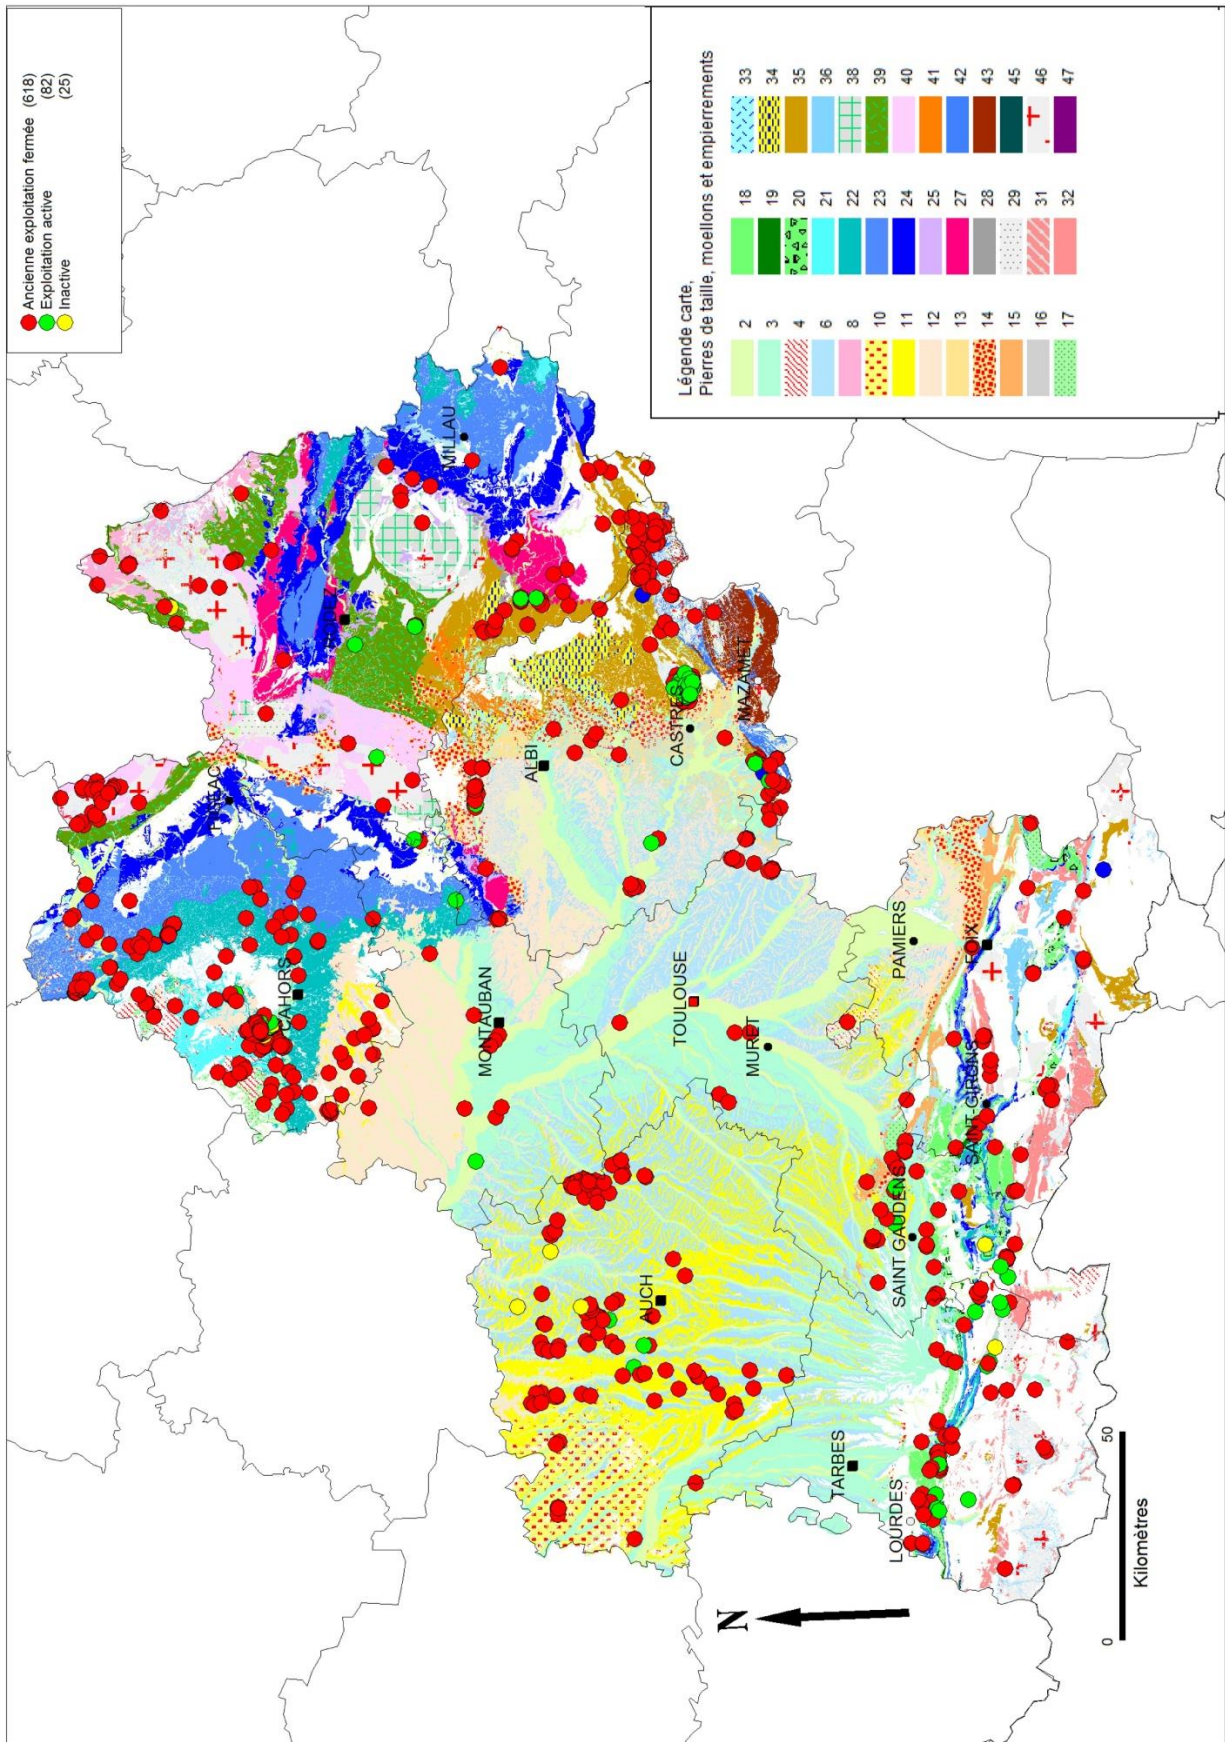 Ancienne exploitation fermée (618)
Exploitation active (82)
Inactive (25)
FIGEAC
RODEZ
MILLAU
CAHORS
MONTAUBAN
ALBI
CASTRES
MAZAMET
AUCH
TOULOUSE
MURET
TARBES
LOURDES
SAINT GAUDENS
SAINT-GIRONS
PAMIERS
FOIX
N
0 50
Kilomètres
Légende carte,
Pierres de taille, moellons et empierrements
2 18 33
3 19 34
4 20 35
6 21 36
8 22 38
10 23 39
11 24 40
12 25 41
13 27 42
14 28 43
15 29 45
16 31 46
17 32 47